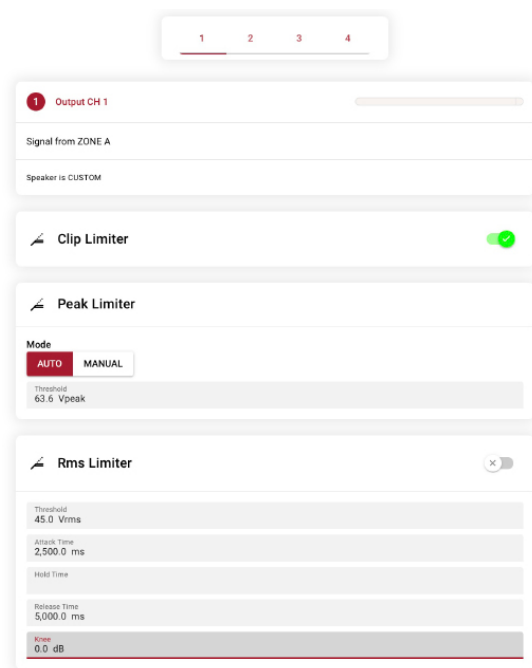 1 2 3 4
1 Output CH 1
Signal from ZONE A
Speaker is CUSTOM
Clip Limiter
Peak Limiter
Mode
AUTO MANUAL
Threshold
63.6 Vpeak
Rms Limiter
Threshold
45.0 Vrms
Attack Time
2,500.0 ms
Hold Time
Release Time
5,000.0 ms
Knee
0.0 dB